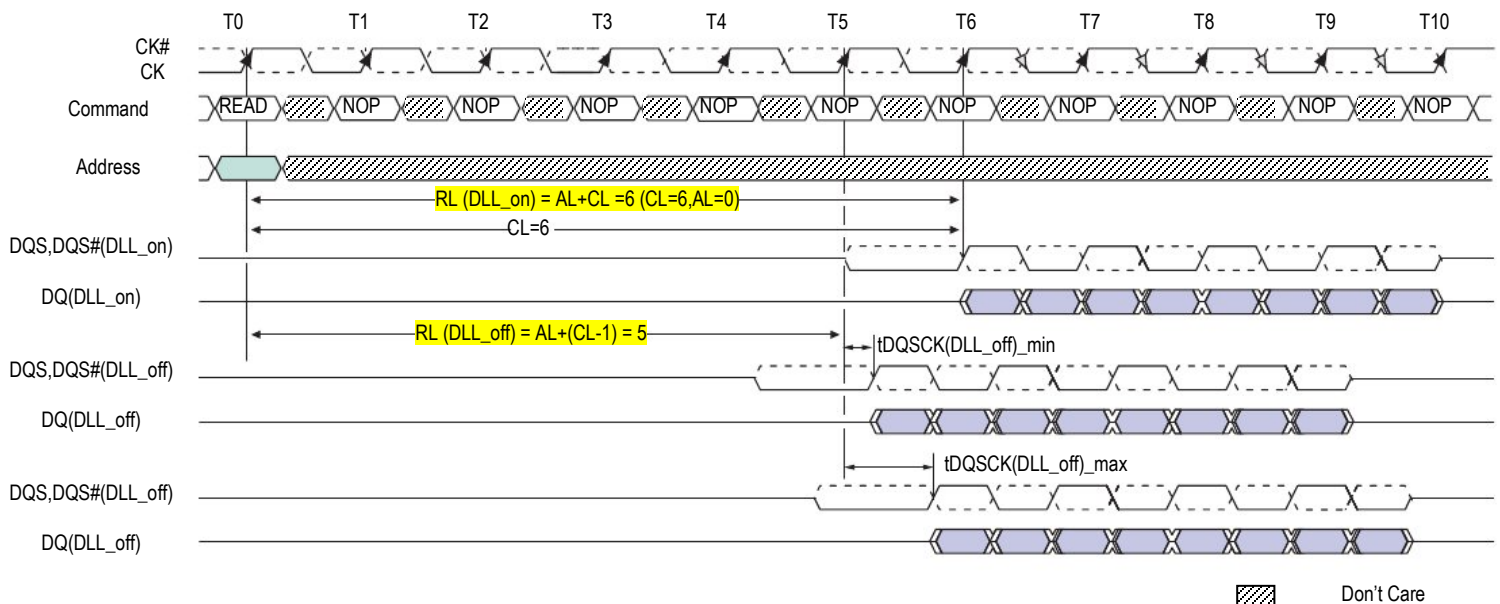 T0 T1 T2 T3 T4 T5 T6 T7 T8 T9 T10
CK#
CK
Command READ NOP NOP NOP NOP NOP NOP NOP NOP NOP NOP
Address
RL (DLL_on) = AL+CL =6 (CL=6,AL=0)
CL=6
DQS,DQS#(DLL_on)
DQ(DLL_on)
RL (DLL_off) = AL+(CL-1) = 5
tDQSCK(DLL_off)_min
DQS,DQS#(DLL_off)
DQ(DLL_off)
tDQSCK(DLL_off)_max
DQS,DQS#(DLL_off)
DQ(DLL_off)
Don't Care